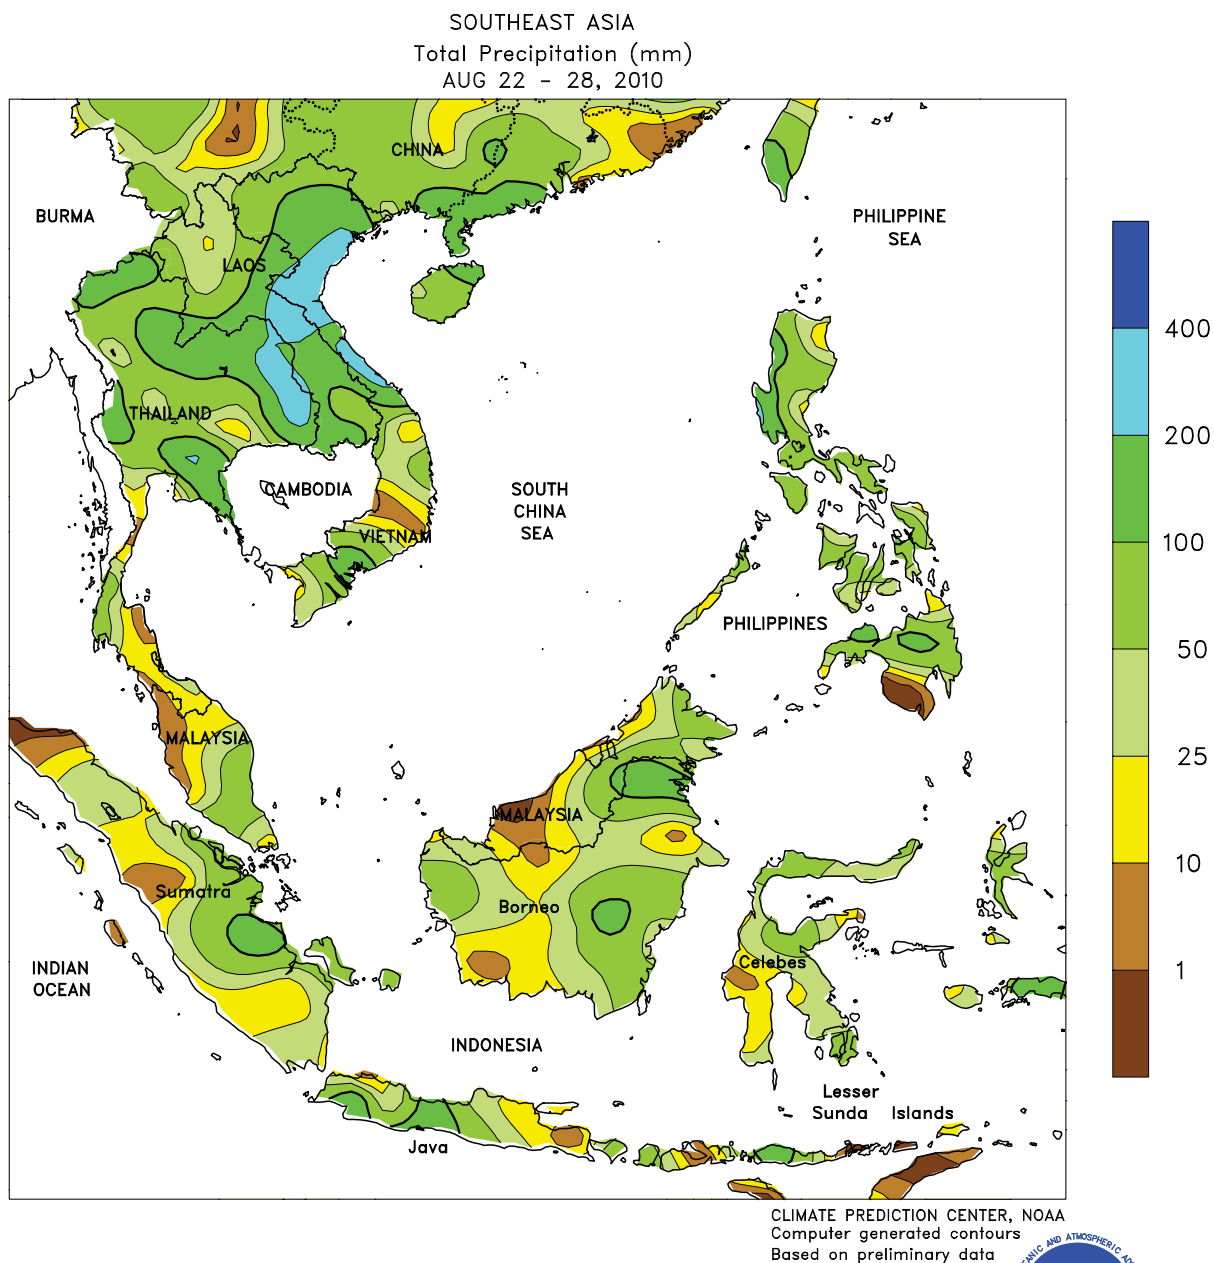 SOUTHEAST ASIA
Total Precipitation (mm)
AUG 22 - 28, 2010
CHINA
BURMA
PHILIPPINE
SEA
LAOS
400
THAILAND
200
CAMBODIA
SOUTH
CHINA
SEA
VIETNAM
100
PHILIPPINES
50
MALAYSIA
25
MALAYSIA
10
Sumatra
Borneo
Celebes
1
INDIAN
OCEAN
INDONESIA
Lesser
Sunda Islands
Java
CLIMATE PREDICTION CENTER, NOAA
Computer generated contours
Based on preliminary data
AND ATMOSPHERIC